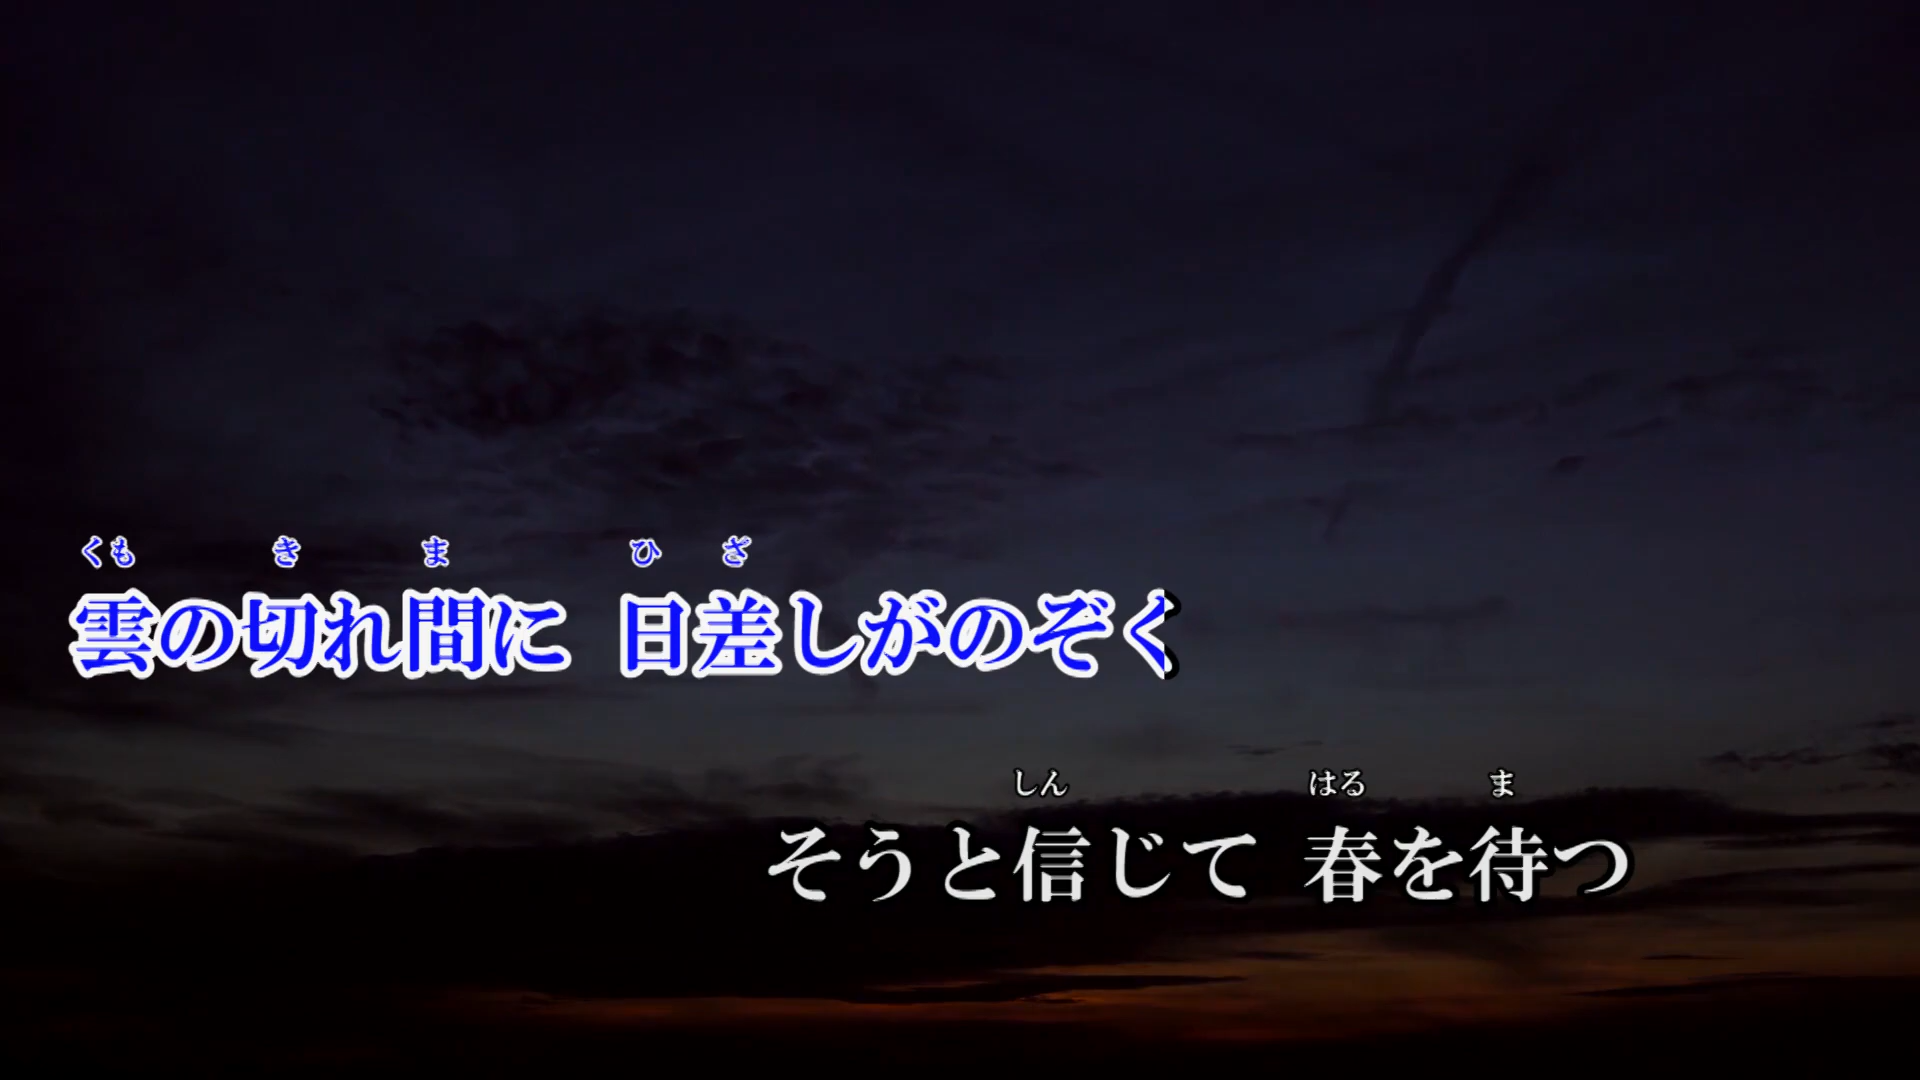 くも き ま ひ ざ
雲の切れ間に 日差しがのぞく
しん はる ま
そうと信じて 春を待つ